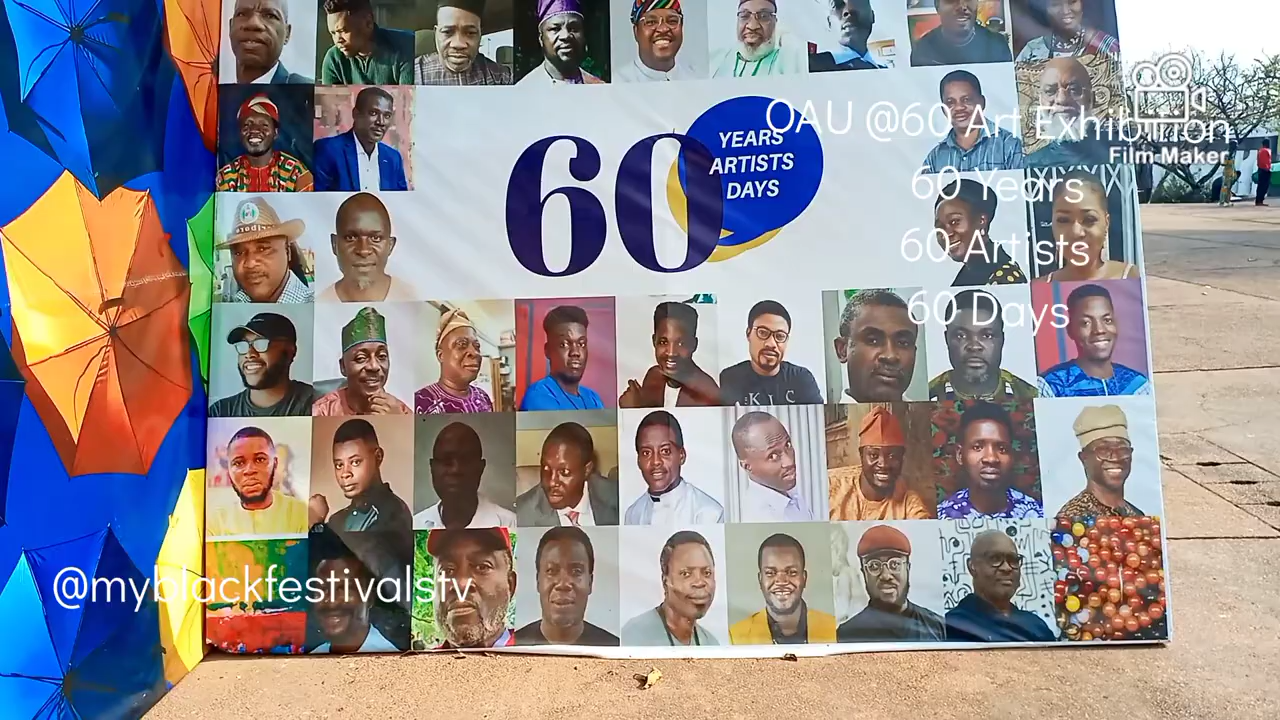 60
YEARS
ARTISTS
DAYS
OAU @60 Art Exhibition
60 Years
60 Artists
60 Days
Film Maker
@myblackfestivalstv